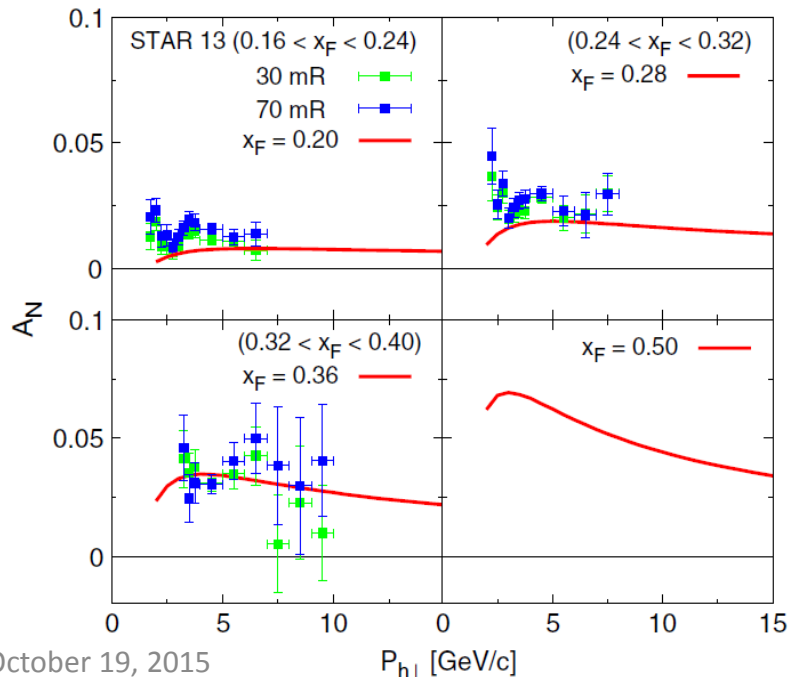 0.1
STAR 13 (0.16 < xF < 0.24)
30 mR
70 mR
xF = 0.20
(0.24 < xF < 0.32)
xF = 0.28
0.05
0
AN
0.1
(0.32 < xF < 0.40)
xF = 0.36
xF = 0.50
0.05
0
0 5 10 0 5 10 15
Ph⊥ [GeV/c]
October 19, 2015